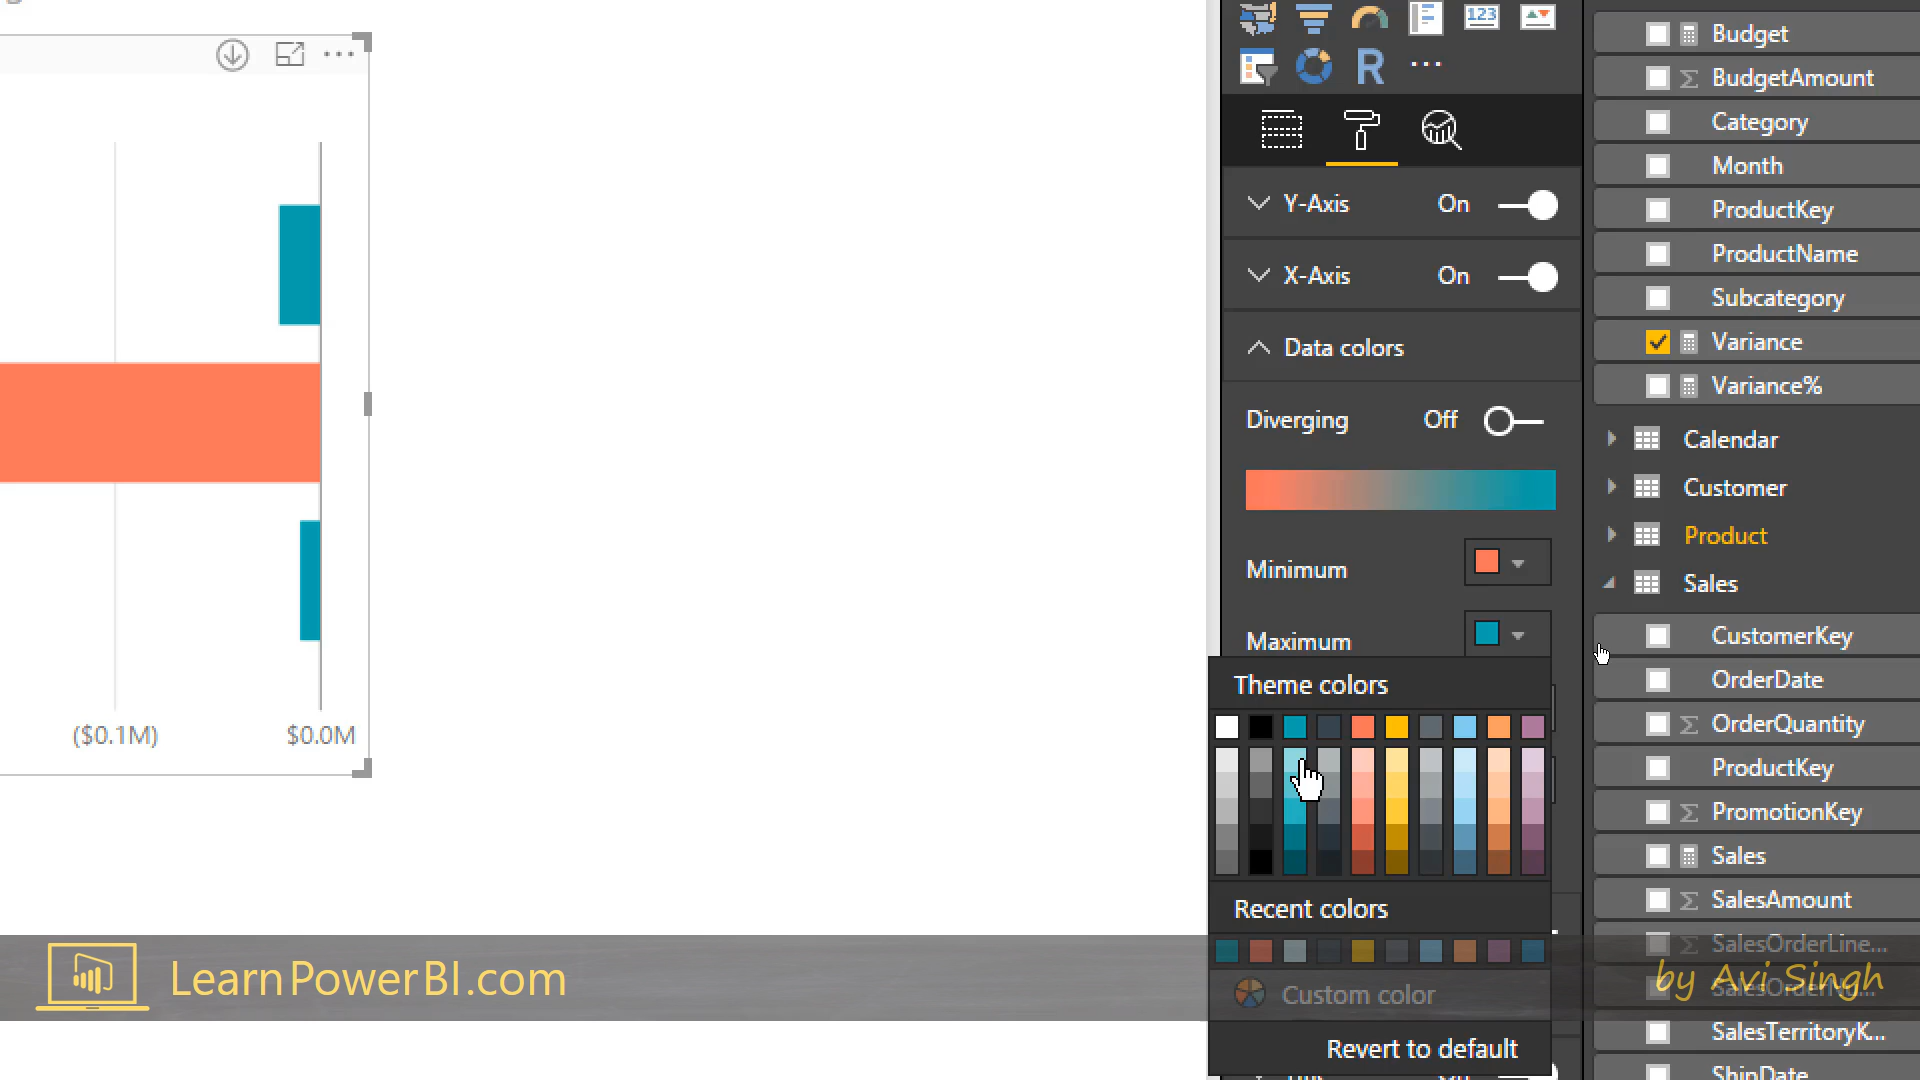 ($0.1M)
$0.0M
123
R
Y-Axis On
X-Axis On
Data colors
Diverging Off
Minimum
Maximum
Theme colors
Recent colors
Custom color
Revert to default
Budget
BudgetAmount
Category
Month
ProductKey
ProductName
Subcategory
Variance
Variance%
Calendar
Customer
Product
Sales
CustomerKey
OrderDate
OrderQuantity
ProductKey
PromotionKey
Sales
SalesAmount
SalesOrderLine...
SalesTerritoryK...
ShipDate
LearnPowerBI.com
by Avi Singh